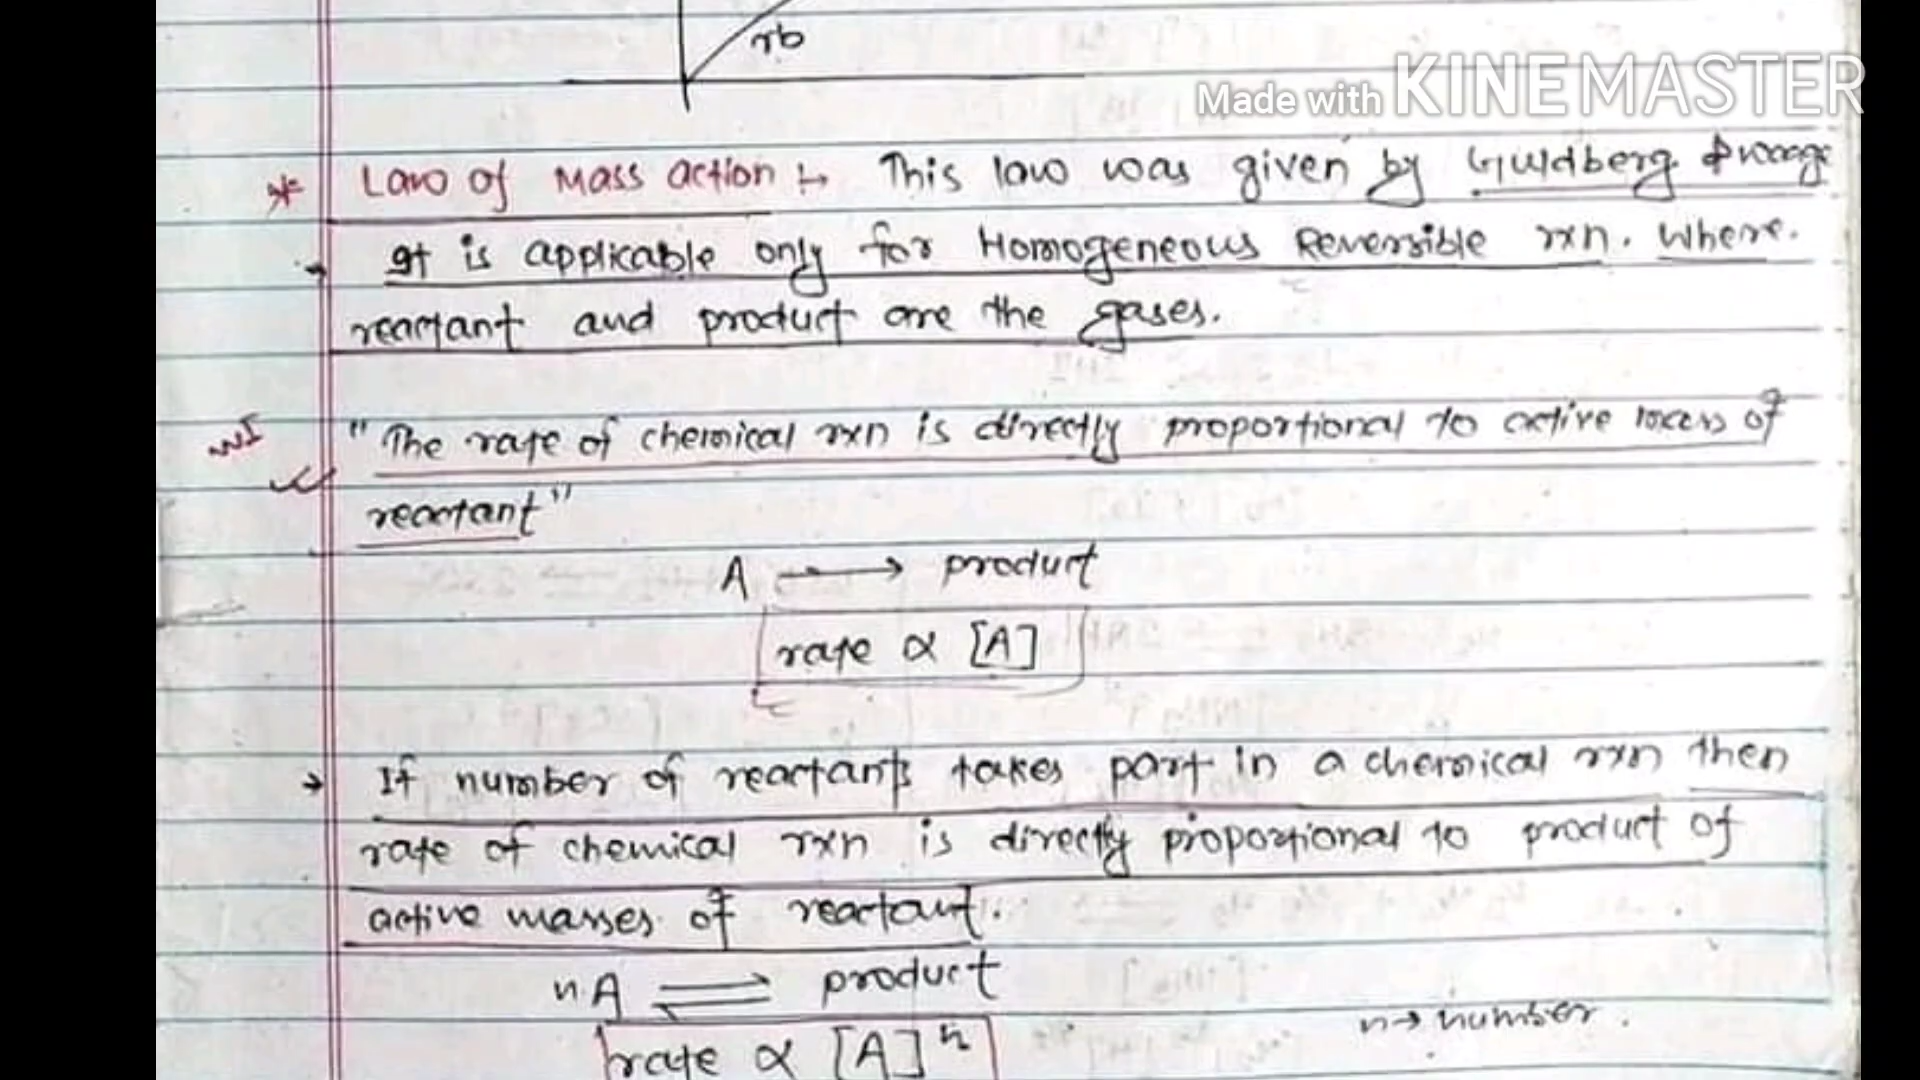 rb
Made with KINEMASTER
* Law of Mass action :- This law was given by Guldberg & waage
→ It is applicable only for Homogeneous Reversible rxn. Where.
reactant and product are the gases.
"The rate of chemical rxn is directly proportional to active mass of
reactant"
A ⟶ product
rate ∝ [A]
→ If number of reactants takes part in a chemical rxn then
rate of chemical rxn is directly proportional to product of
active masses of reactant.
nA ⇌ product
n → number.
rate ∝ [A]ⁿ